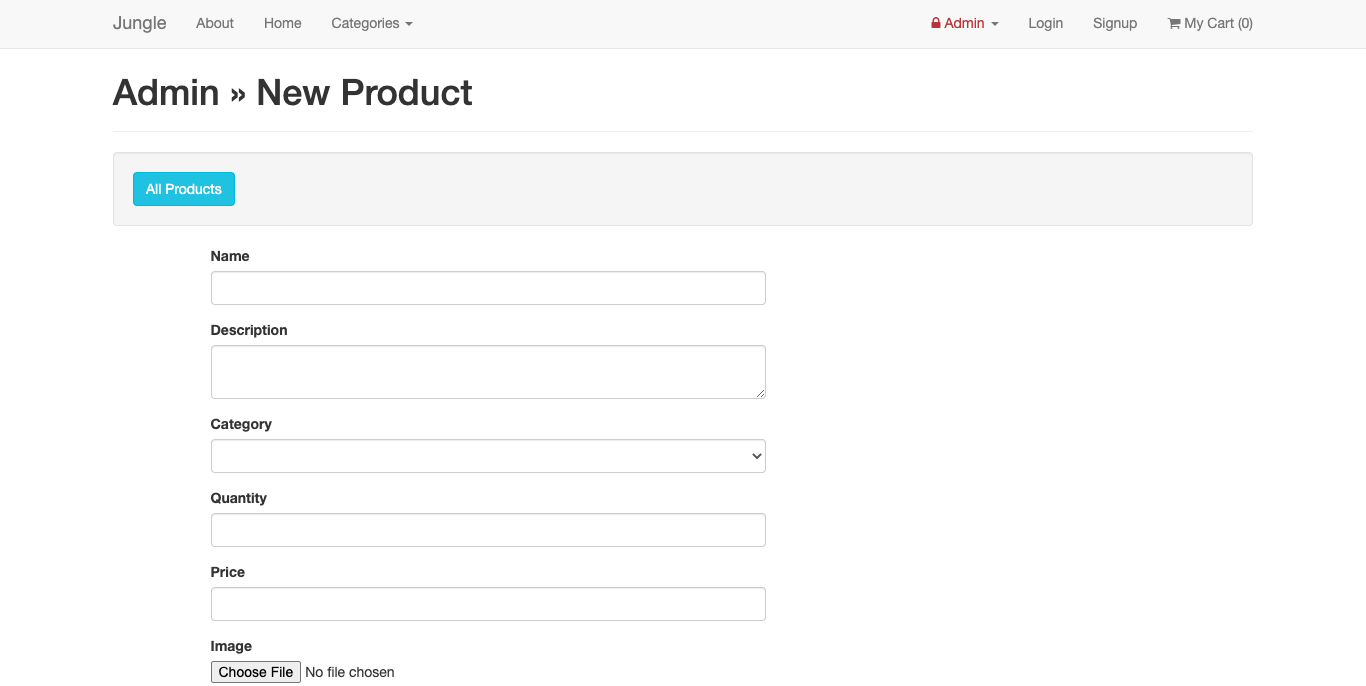 Jungle About Home Categories Admin Login Signup My Cart (0)
Admin » New Product
All Products
Name
Description
Category
Quantity
Price
Image
Choose File No file chosen